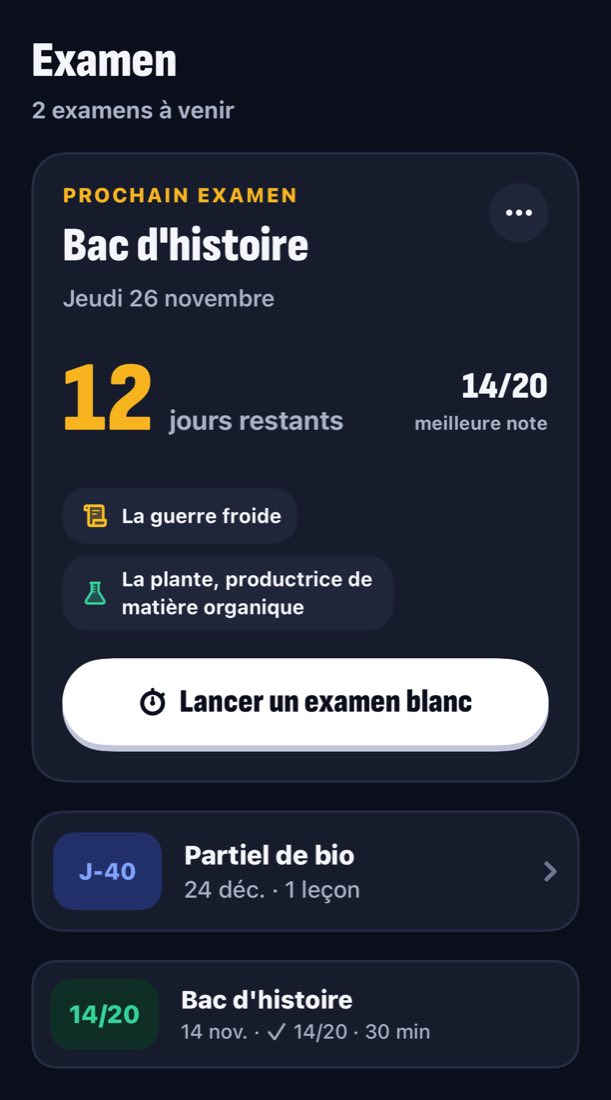 Examen
2 examens à venir
PROCHAIN EXAMEN
Bac d'histoire
Jeudi 26 novembre
12 jours restants
14/20
meilleure note
La guerre froide
La plante, productrice de
matière organique
Lancer un examen blanc
J-40
Partiel de bio
24 déc. · 1 leçon
14/20
Bac d'histoire
14 nov. · ✓ 14/20 · 30 min